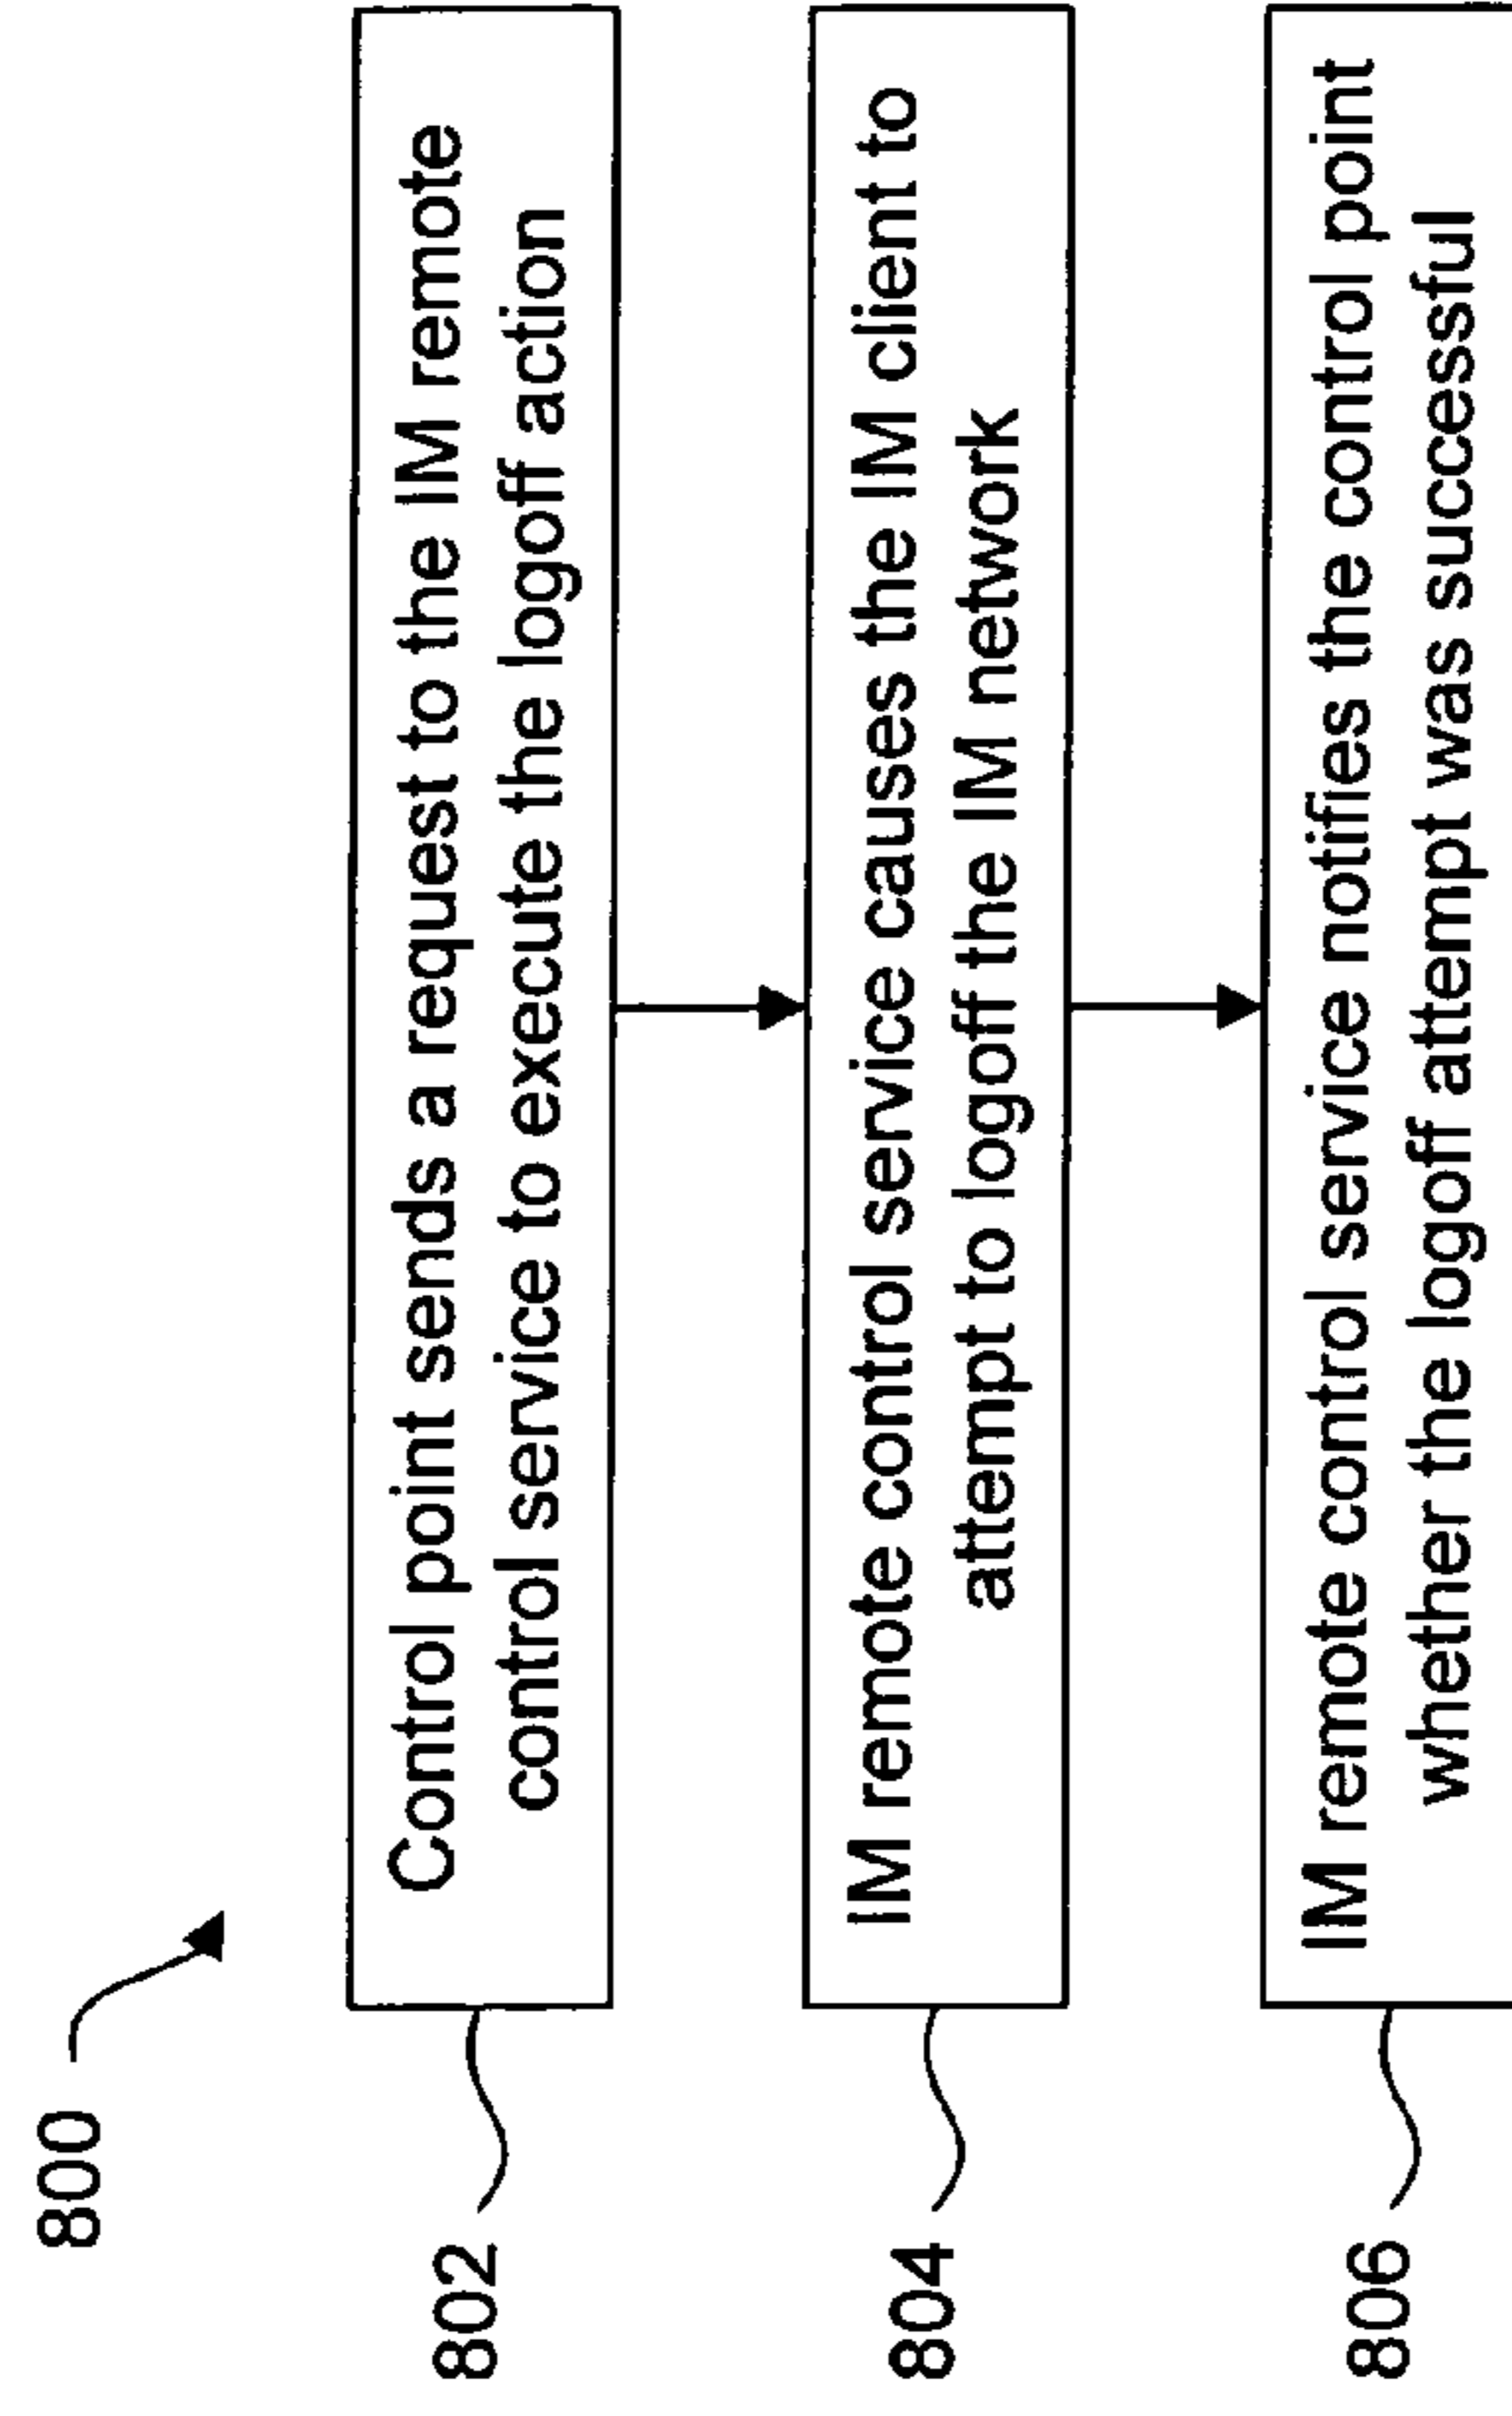 800
802
Control point sends a request to the IM remote
control service to execute the logoff action
804
IM remote control service causes the IM client to
attempt to logoff the IM network
806
IM remote control service notifies the control point
whether the logoff attempt was successful